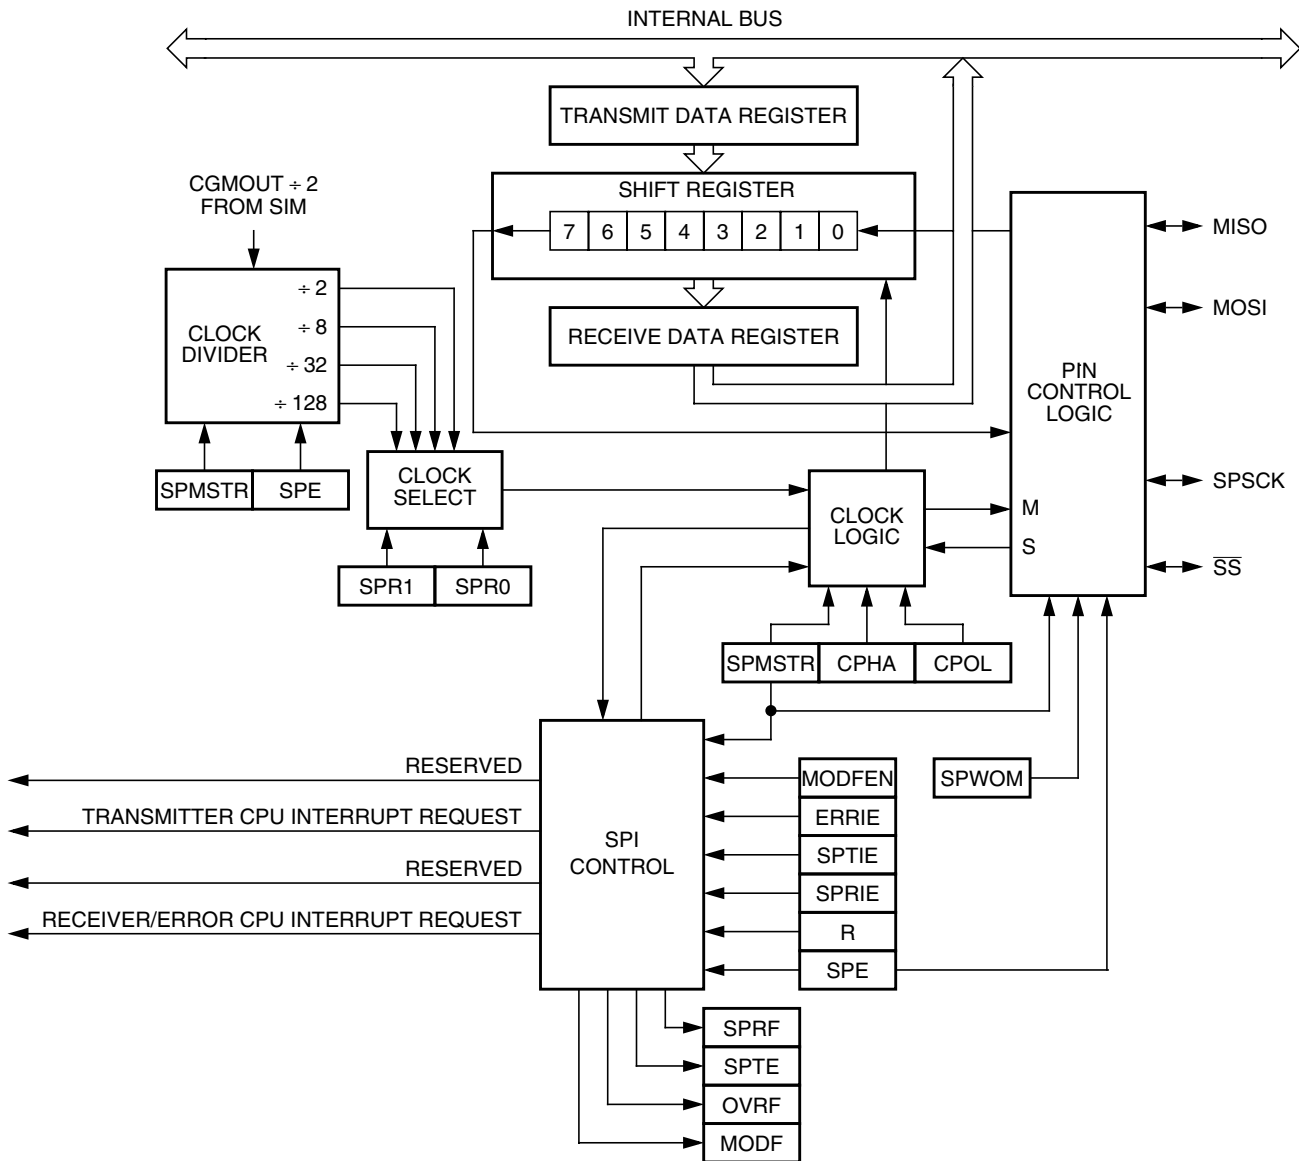 INTERNAL BUS
TRANSMIT DATA REGISTER
CGMOUT ÷ 2
FROM SIM
SHIFT REGISTER
7 6 5 4 3 2 1 0
MISO
÷ 2
÷ 8
÷ 32
÷ 128
CLOCK
DIVIDER
RECEIVE DATA REGISTER
MOSI
PIN
CONTROL
LOGIC
SPMSTR SPE
CLOCK
SELECT
CLOCK
LOGIC
M
S
SPSCK
S̅S̅
SPR1 SPR0
SPMSTR CPHA CPOL
RESERVED
TRANSMITTER CPU INTERRUPT REQUEST
RESERVED
RECEIVER/ERROR CPU INTERRUPT REQUEST
SPI
CONTROL
MODFEN
ERRIE
SPTIE
SPRIE
R
SPE
SPWOM
SPRF
SPTE
OVRF
MODF